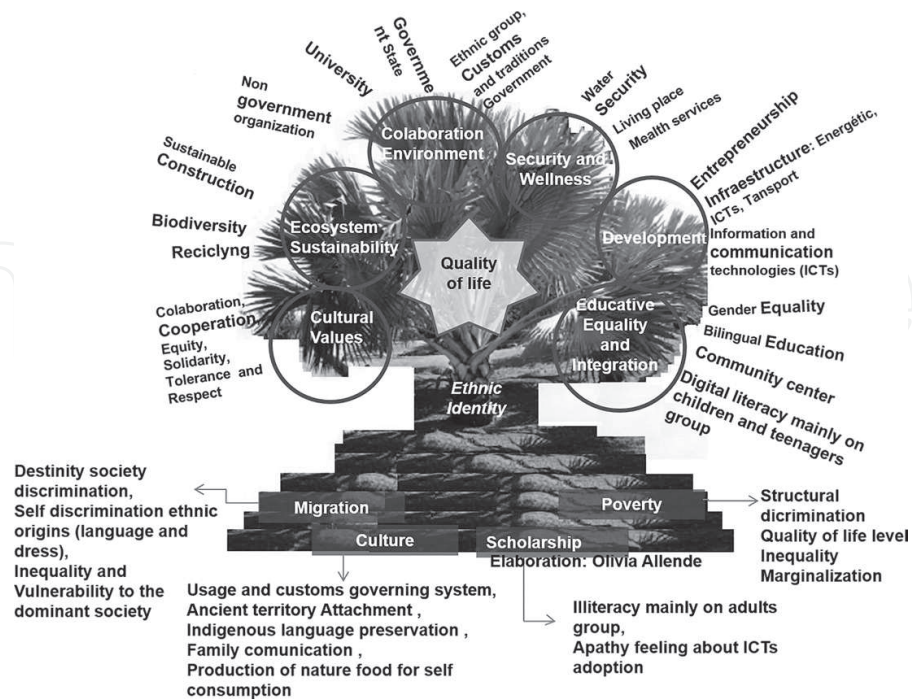 University
Governme
nt State
Ethnic group,
Customs
and traditions
Government
Water
Security
Living place
Mealth services
Entrepreneurship
Infraestructure: Energétic,
ICTs, Tansport
Information and
communication
technologies (ICTs)
Gender Equality
Bilingual Education
Community center
Digital literacy mainly on
children and teenagers
group
Non
government
organization
Sustainable
Construction
Biodiversity
Reciclyng
Colaboration,
Cooperation,
Equity,
Solidarity,
Tolerance and
Respect
Colaboration
Environment
Security and
Wellness
Ecosystem
Sustainability
Development
Quality
of life
Cultural
Values
Educative
Equality
and
Integration
Ethnic
Identity
Destinity society
discrimination,
Self discrimination ethnic
origins (language and
dress),
Inequality and
Vulnerability to the
dominant society
Migration
Poverty
Structural
dicrimination
Quality of life level
Inequality
Marginalization
Culture
Scholarship
Elaboration: Olivia Allende
Usage and customs governing system,
Ancient territory Attachment ,
Indigenous language preservation ,
Family comunication ,
Production of nature food for self
consumption
Illiteracy mainly on adults
group,
Apathy feeling about ICTs
adoption